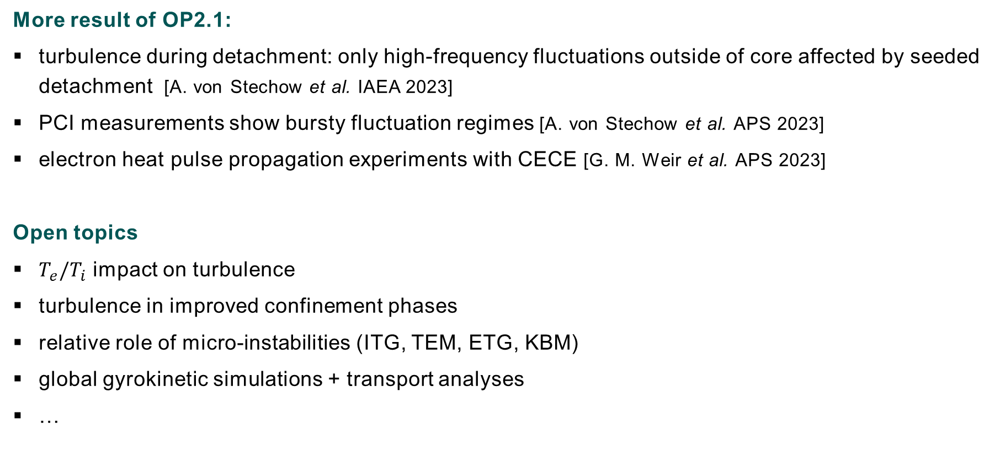 More result of OP2.1:
▪ turbulence during detachment: only high-frequency fluctuations outside of core affected by seeded
detachment [A. von Stechow et al. IAEA 2023]
▪ PCI measurements show bursty fluctuation regimes [A. von Stechow et al. APS 2023]
▪ electron heat pulse propagation experiments with CECE [G. M. Weir et al. APS 2023]
Open topics
▪ T_e/T_i impact on turbulence
▪ turbulence in improved confinement phases
▪ relative role of micro-instabilities (ITG, TEM, ETG, KBM)
▪ global gyrokinetic simulations + transport analyses
▪ …